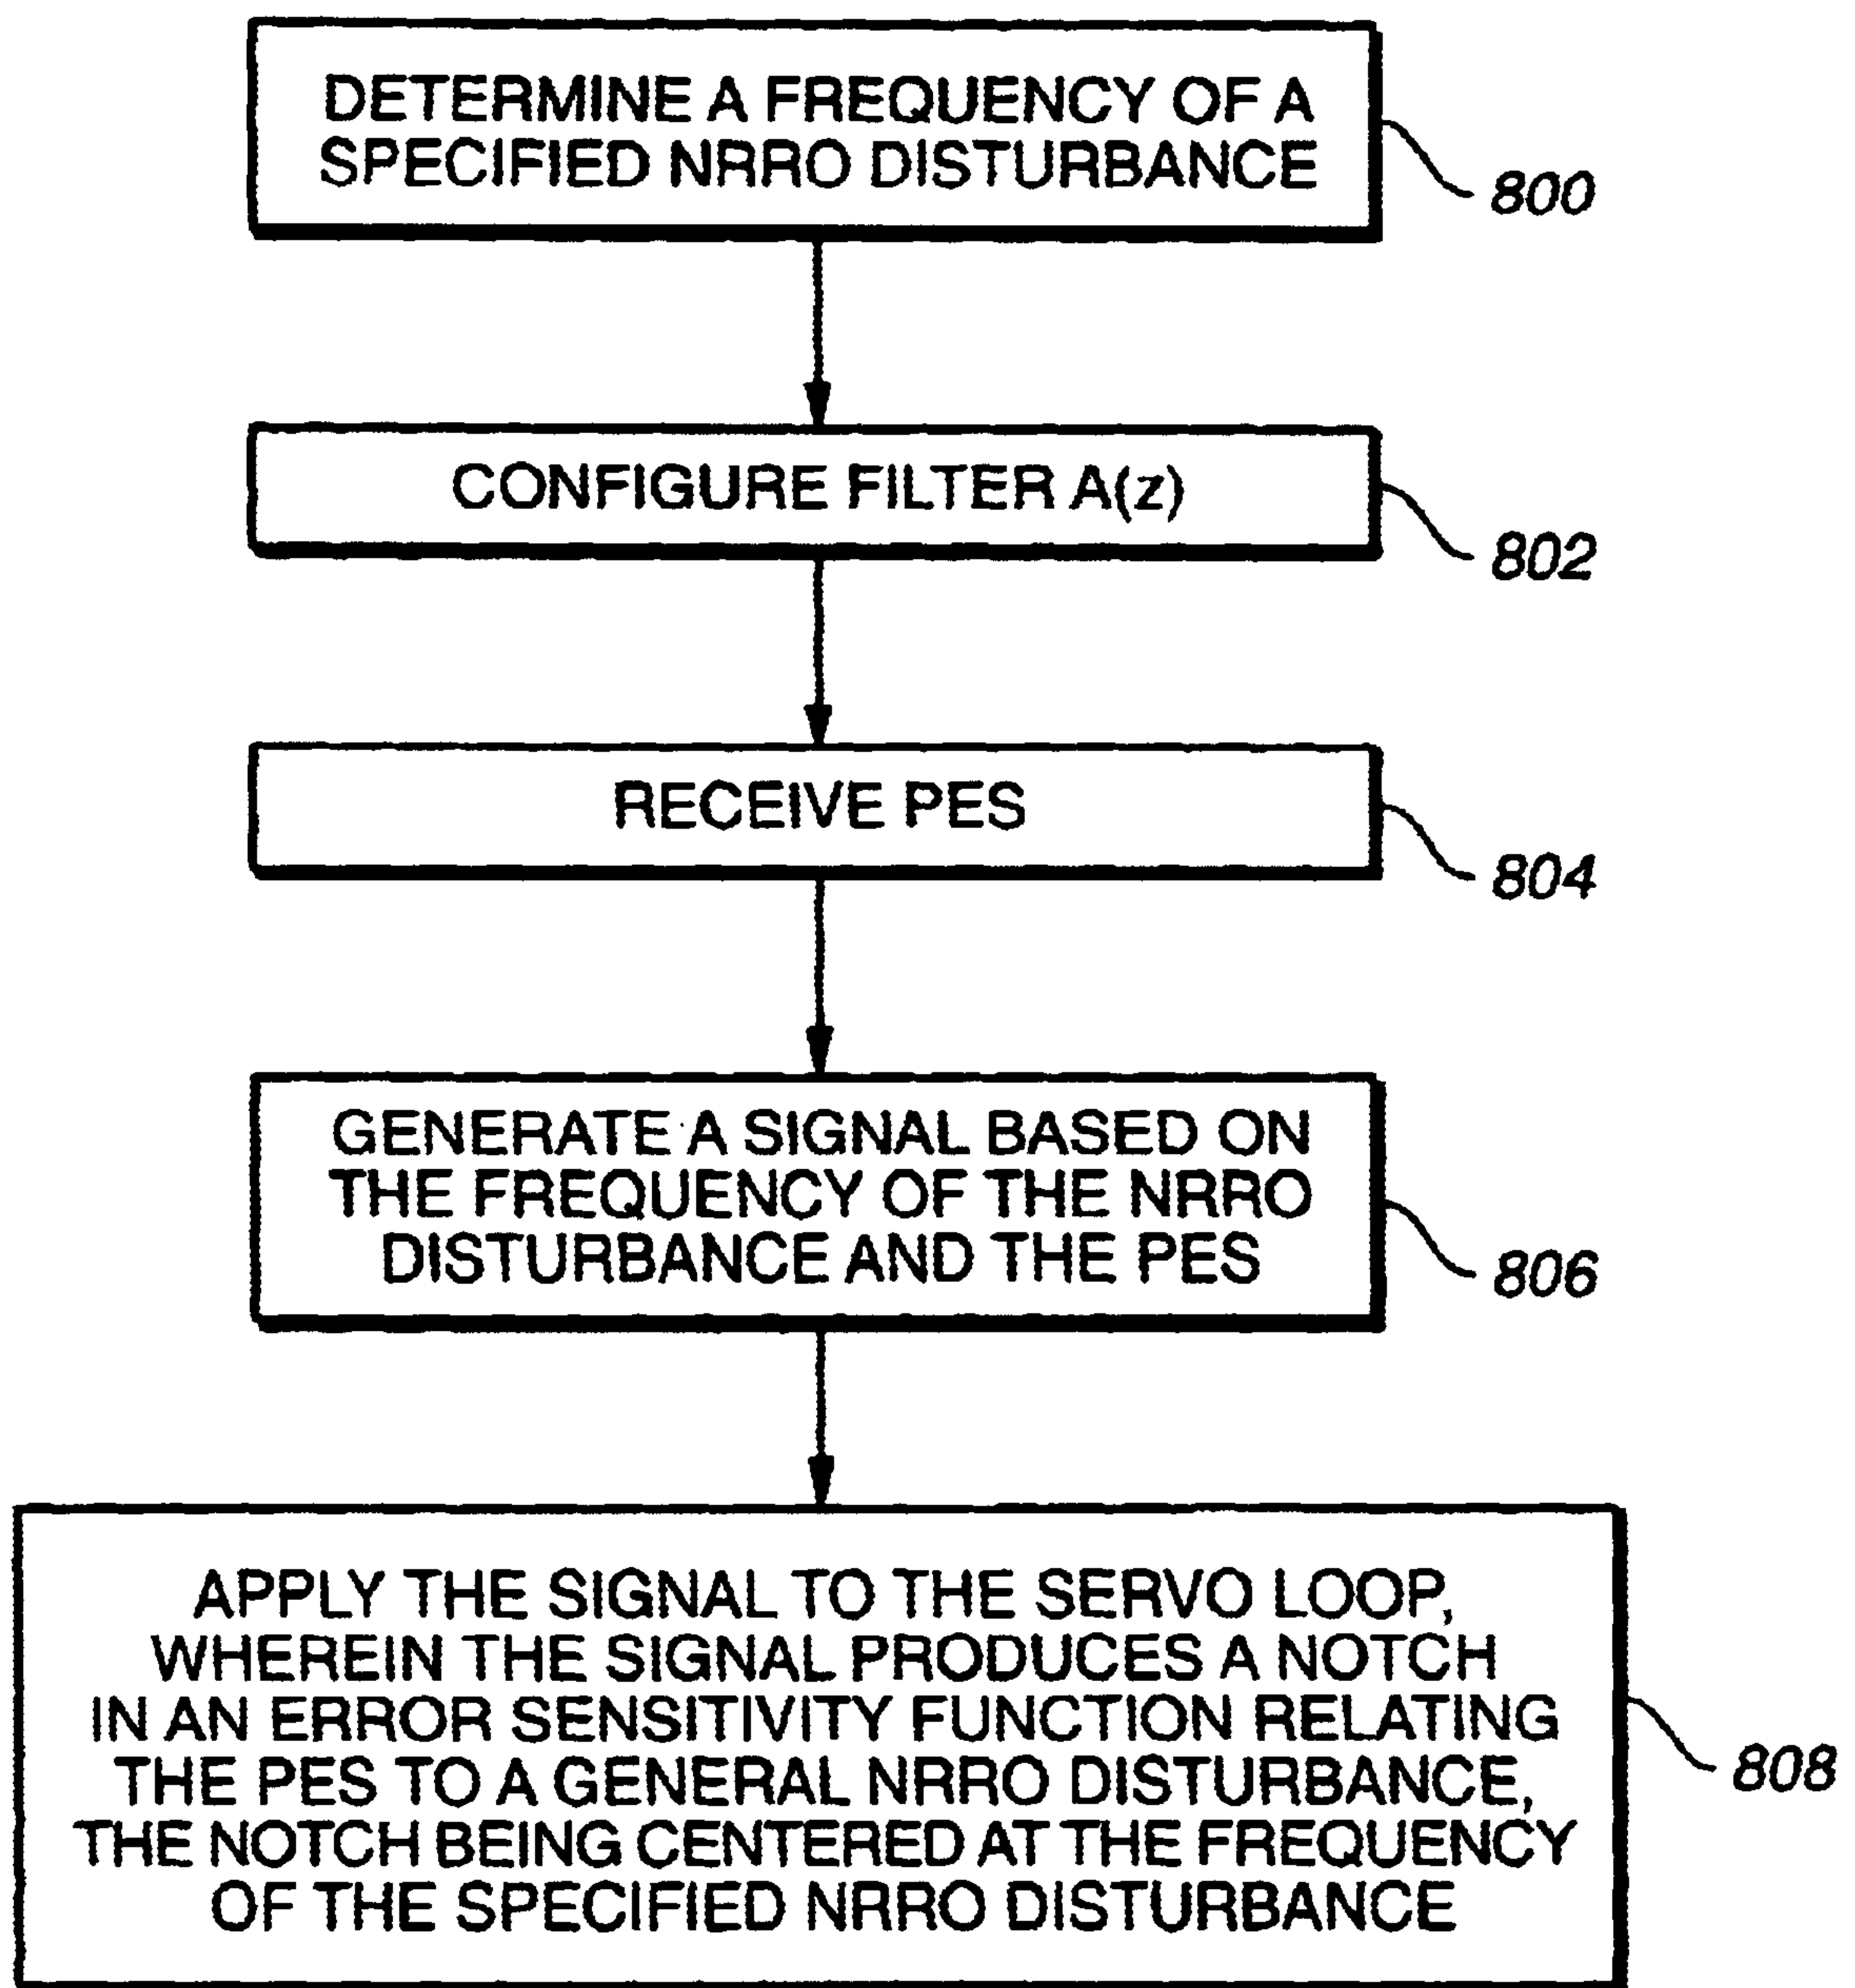 DETERMINE A FREQUENCY OF A
SPECIFIED NRRO DISTURBANCE
800
CONFIGURE FILTER A(z)
802
RECEIVE PES
804
GENERATE A SIGNAL BASED ON
THE FREQUENCY OF THE NRRO
DISTURBANCE AND THE PES
806
APPLY THE SIGNAL TO THE SERVO LOOP,
WHEREIN THE SIGNAL PRODUCES A NOTCH
IN AN ERROR SENSITIVITY FUNCTION RELATING
THE PES TO A GENERAL NRRO DISTURBANCE,
THE NOTCH BEING CENTERED AT THE FREQUENCY
OF THE SPECIFIED NRRO DISTURBANCE
808